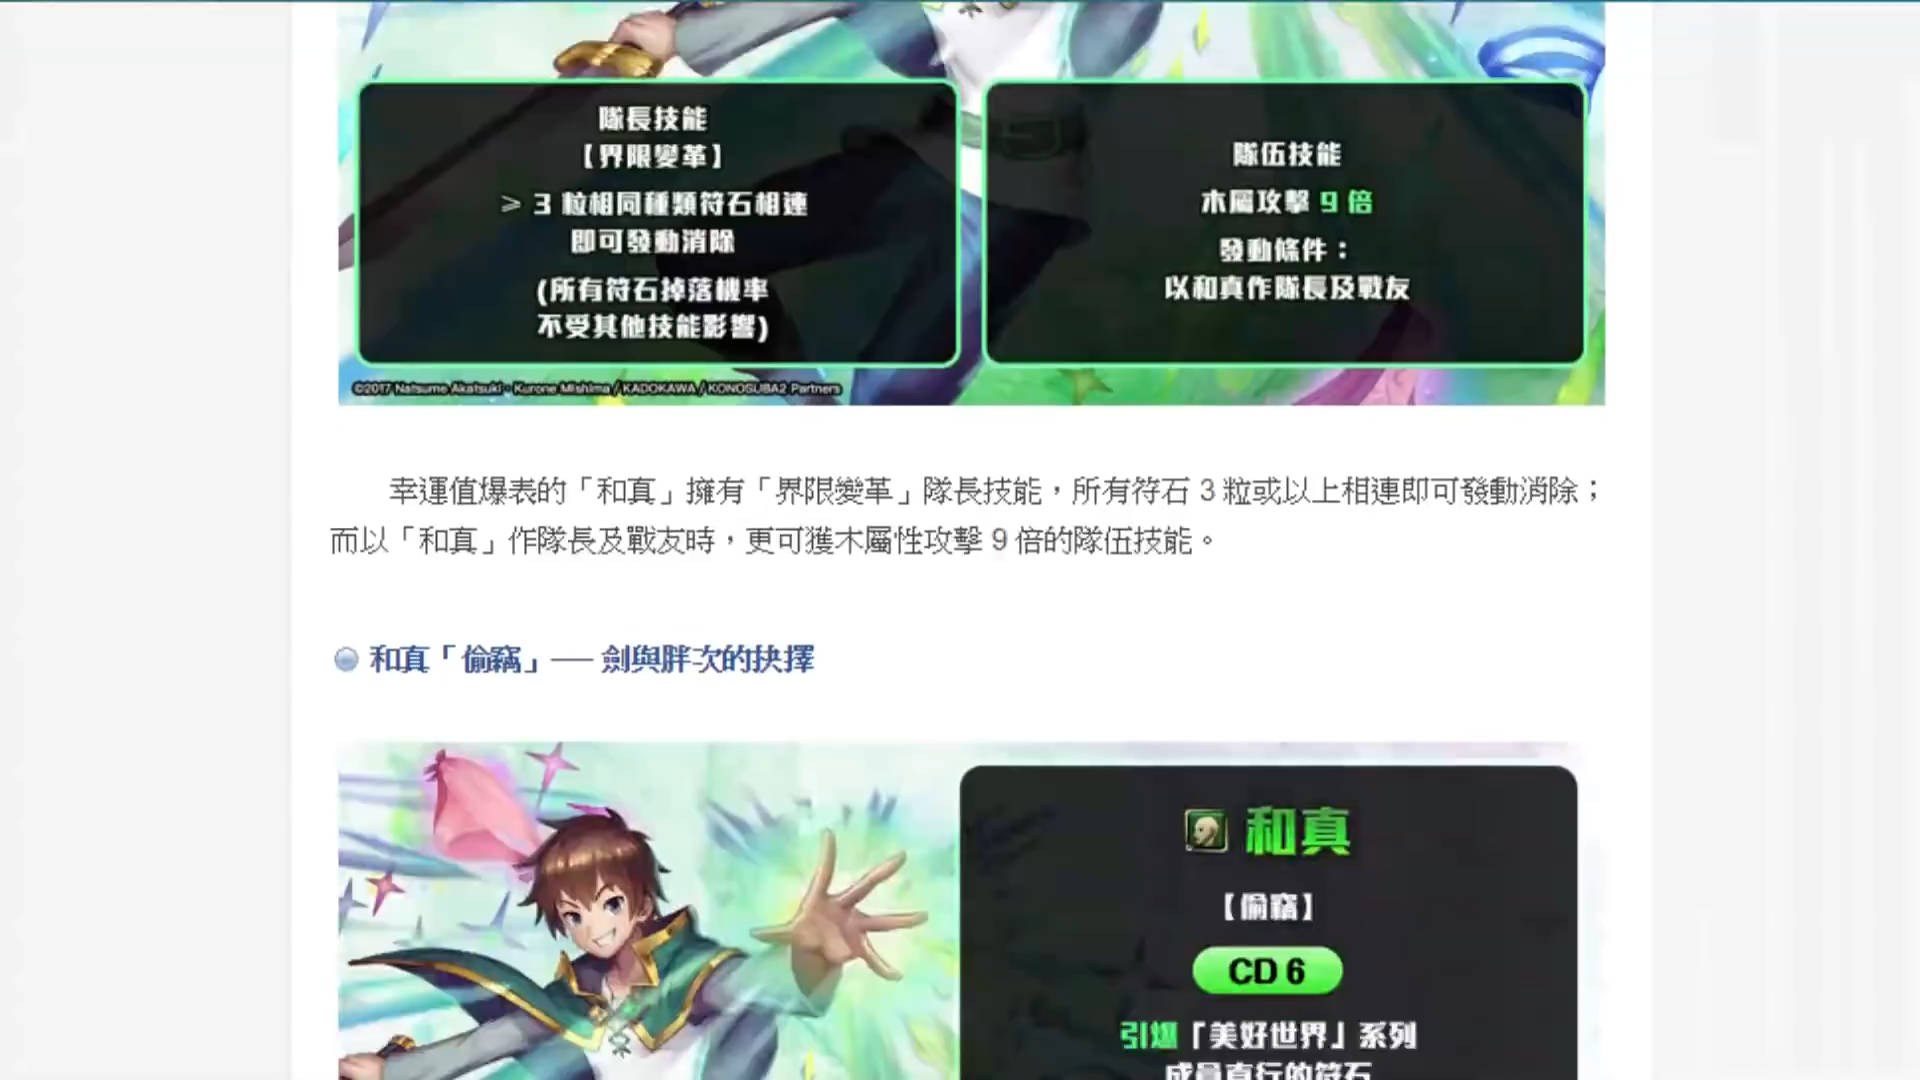 隊長技能
【界限變革】
≥ 3 粒相同種類符石相連
即可發動消除
(所有符石掉落機率
不受其他技能影響)
隊伍技能
木屬攻擊 9 倍
發動條件：
以和真作隊長及戰友
©2017 Natsume Akatsuki・Kurone Mishima / KADOKAWA / KONOSUBA2 Partners
幸運值爆表的「和真」擁有「界限變革」隊長技能，所有符石 3 粒或以上相連即可發動消除；
而以「和真」作隊長及戰友時，更可獲木屬性攻擊 9 倍的隊伍技能。
和真「偷竊」── 劍與胖次的抉擇
和真
【偷竊】
CD 6
引爆「美好世界」系列
成員直行的符石